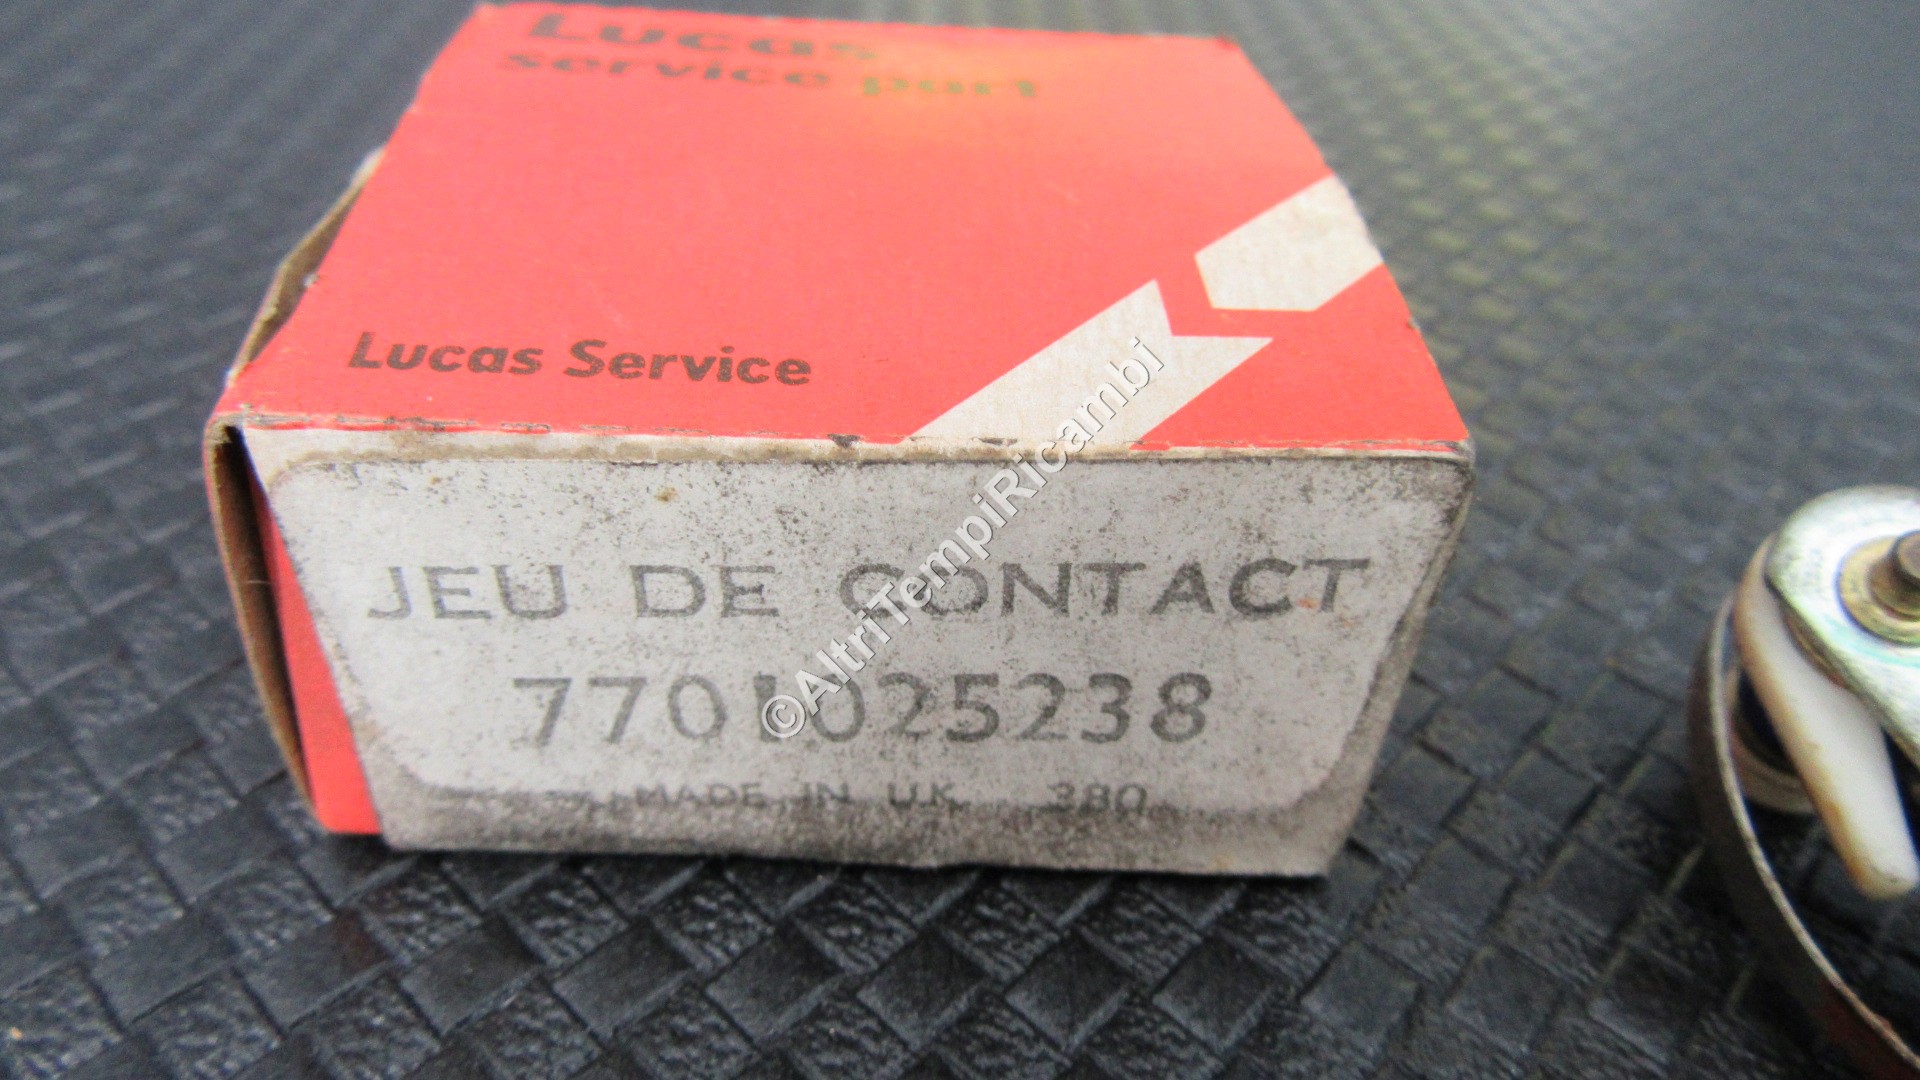 Lucas
service part
Lucas Service
JEU DE CONTACT
7701025238
MADE IN U.K. 380
©AltriTempiRicambi